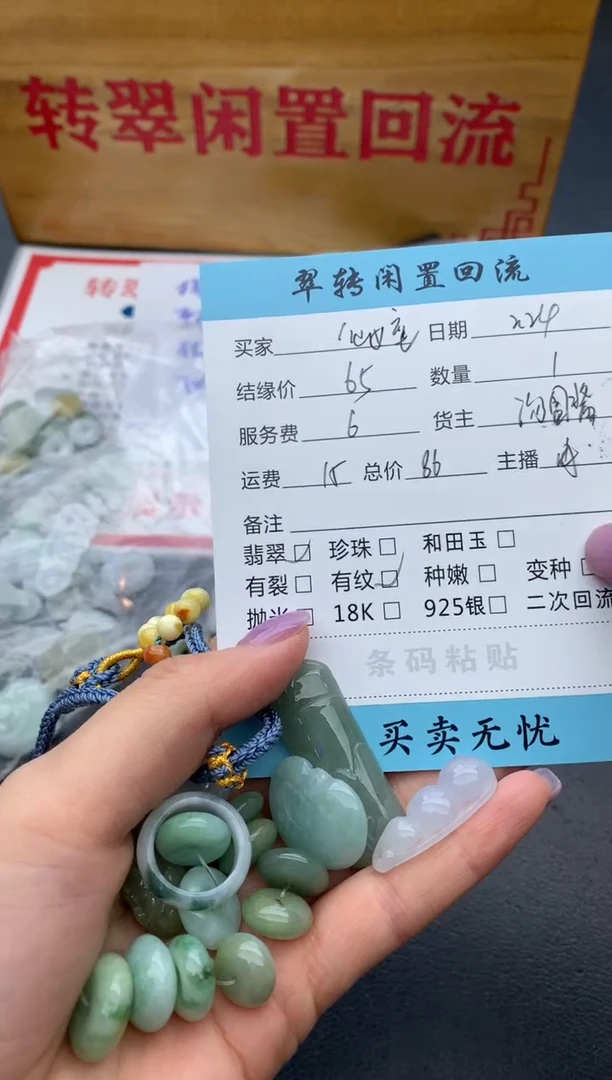 转翠闲置回流
转翠
翠转闲置回流
买家 日期 224
结缘价 65 数量 1
服务费 6 货主
运费 15 总价 86 主播
备注
翡翠☑ 珍珠☐ 和田玉☐
有裂☐ 有纹☑ 种嫩☐ 变种
抛光☐ 18K☐ 925银☐ 二次回流
条码粘贴
买卖无忧